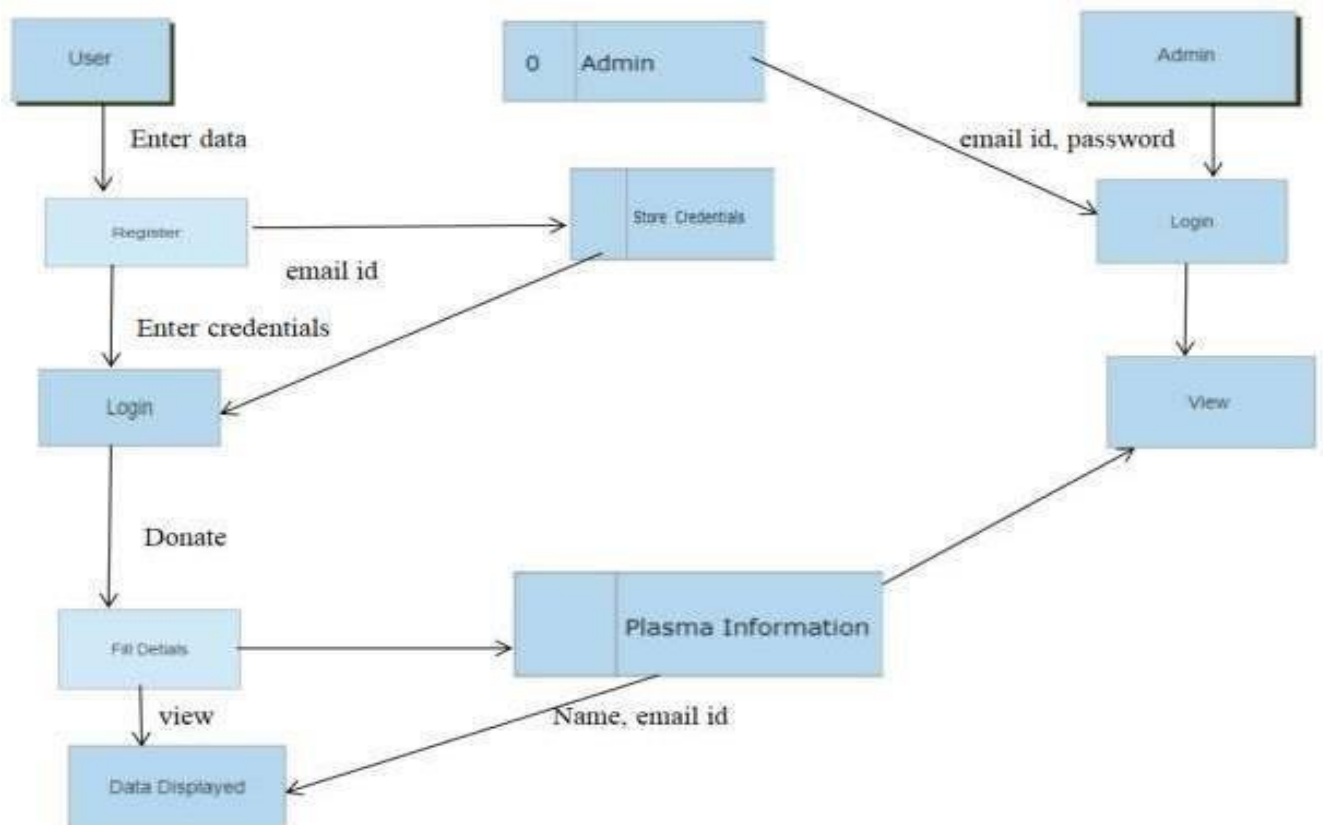 User
0 Admin
Admin
Enter data
email id, password
Register
Store Credentials
Login
email id
Enter credentials
Login
View
Donate
Fill Detials
Plasma Information
view
Name, email id
Data Displayed